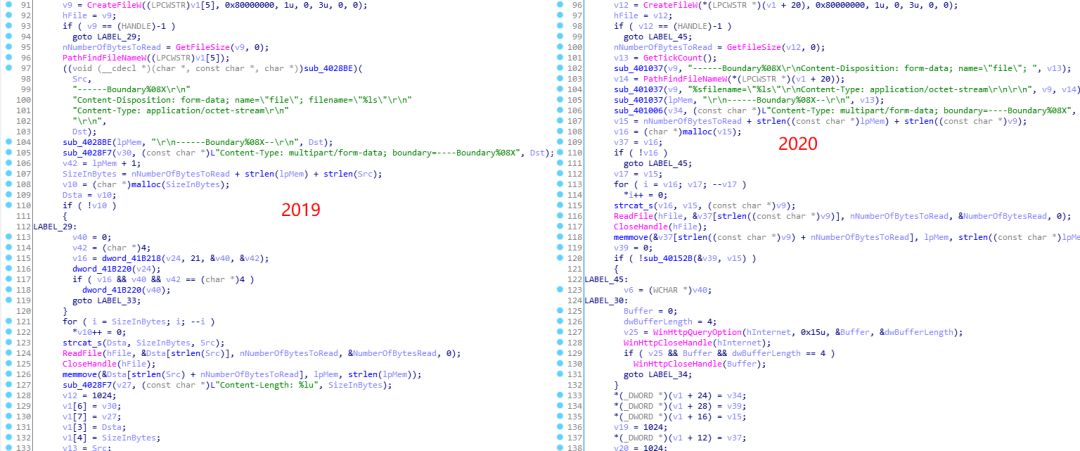 91 v9 = CreateFileW((LPCWSTR)v1[5], 0x80000000, 1u, 0, 3u, 0, 0);
92 hFile = v9;
93 if ( v9 == (HANDLE)-1 )
94 goto LABEL_29;
95 nNumberOfBytesToRead = GetFileSize(v9, 0);
96 PathFindFileNameW((LPCWSTR)v1[5]);
97 ((void (__cdecl *)(char *, const char *, char *))sub_4028BE)(
98 Src,
99 "------Boundary%08X\r\n"
100 "Content-Disposition: form-data; name=\"file\"; filename=\"%ls\"\r\n"
101 "Content-Type: application/octet-stream\r\n"
102 "\r\n",
103 Dst);
104 sub_4028BE(lpMem, "\r\n------Boundary%08X--\r\n", Dst);
105 sub_4028F7(v30, (const char *)L"Content-Type: multipart/form-data; boundary=----Boundary%08X", Dst);
106 v42 = lpMem + 1;
107 SizeInBytes = nNumberOfBytesToRead + strlen(lpMem) + strlen(Src);
108 v10 = (char *)malloc(SizeInBytes);
109 Dsta = v10;
110 if ( !v10 )
111 {
112 LABEL_29:
113 v40 = 0;
114 v42 = (char *)4;
115 v16 = dword_41B218(v24, 21, &v40, &v42);
116 dword_41B220(v24);
117 if ( v16 && v40 && v42 == (char *)4 )
118 dword_41B220(v40);
119 goto LABEL_33;
120 }
121 for ( i = SizeInBytes; i; --i )
122 *v10++ = 0;
123 strcat_s(Dsta, SizeInBytes, Src);
124 ReadFile(hFile, &Dsta[strlen(Src)], nNumberOfBytesToRead, &NumberOfBytesRead, 0);
125 CloseHandle(hFile);
126 memmove(&Dsta[strlen(Src) + nNumberOfBytesToRead], lpMem, strlen(lpMem));
127 sub_4028F7(v27, (const char *)L"Content-Length: %lu", SizeInBytes);
128 v12 = 1024;
129 v1[6] = v30;
130 v1[7] = v27;
131 v1[3] = Dsta;
132 v1[4] = SizeInBytes;
133 v13 = Src;
2019
96 v12 = CreateFileW(*(LPCWSTR *)(v1 + 20), 0x80000000, 1u, 0, 3u, 0, 0);
97 hFile = v12;
98 if ( v12 == (HANDLE)-1 )
99 goto LABEL_45;
100 nNumberOfBytesToRead = GetFileSize(v12, 0);
101 v13 = GetTickCount();
102 sub_401037(v9, "------Boundary%08X\r\nContent-Disposition: form-data; name=\"file\"; ", v13);
103 v14 = PathFindFileNameW(*(LPCWSTR *)(v1 + 20));
104 sub_401037(v9, "%sfilename=\"%ls\"\r\nContent-Type: application/octet-stream\r\n\r\n", v9, v14
105 sub_401037(lpMem, "\r\n------Boundary%08X--\r\n", v13);
106 sub_401006(v34, (const char *)L"Content-Type: multipart/form-data; boundary=----Boundary%08X",
107 v15 = nNumberOfBytesToRead + strlen((const char *)lpMem) + strlen((const char *)v9);
108 v16 = (char *)malloc(v15);
109 v37 = v16;
110 if ( !v16 )
111 goto LABEL_45;
112 v17 = v15;
113 for ( i = v16; v17; --v17 )
114 *i++ = 0;
115 strcat_s(v16, v15, (const char *)v9);
116 ReadFile(hFile, &v37[strlen((const char *)v9)], nNumberOfBytesToRead, &NumberOfBytesRead, 0);
117 CloseHandle(hFile);
118 memmove(&v37[strlen((const char *)v9) + nNumberOfBytesToRead], lpMem, strlen((const char *)lpMe
119 v39 = 0;
120 if ( !sub_40152B(&v39, v15) )
121 {
122 LABEL_45:
123 v6 = (WCHAR *)v40;
124 LABEL_30:
125 Buffer = 0;
126 dwBufferLength = 4;
127 v25 = WinHttpQueryOption(hInternet, 0x15u, &Buffer, &dwBufferLength);
128 WinHttpCloseHandle(hInternet);
129 if ( v25 && Buffer && dwBufferLength == 4 )
130 WinHttpCloseHandle(Buffer);
131 goto LABEL_34;
132 }
133 *(_DWORD *)(v1 + 24) = v34;
134 *(_DWORD *)(v1 + 28) = v39;
135 *(_DWORD *)(v1 + 16) = v15;
136 v19 = 1024;
137 *(_DWORD *)(v1 + 12) = v37;
138 v20 = 1024;
2020